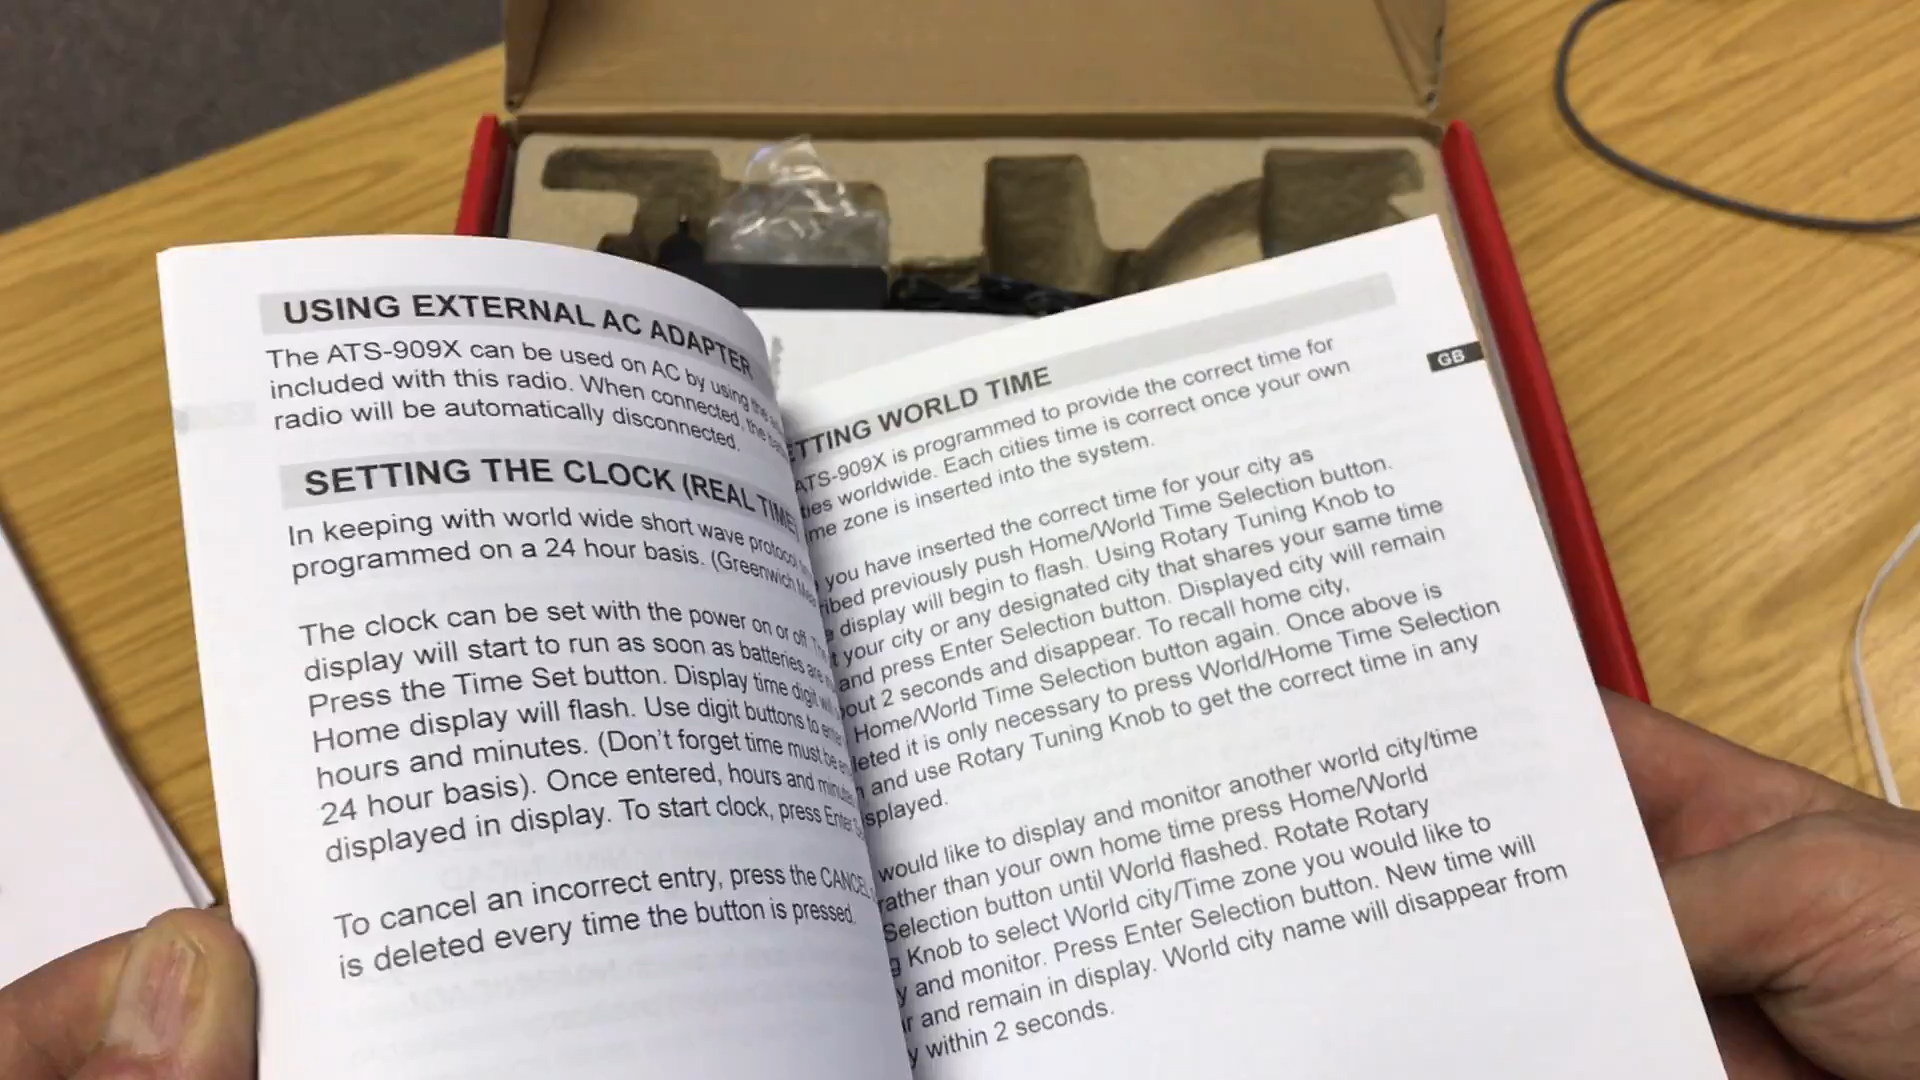 USING EXTERNAL AC ADAPTER
The ATS-909X can be used on AC by using the
included with this radio. When connected, the
radio will be automatically disconnected.
SETTING THE CLOCK (REAL TIME)
In keeping with world wide short wave protocol
programmed on a 24 hour basis. (Greenwich
The clock can be set with the power on or off.
display will start to run as soon as batteries are
Press the Time Set button. Display time digit
Home display will flash. Use digit buttons to
hours and minutes. (Don't forget time must be
24 hour basis). Once entered, hours and
displayed in display. To start clock, press Enter
To cancel an incorrect entry, press the CANCEL
is deleted every time the button is pressed.
GB
ETTING WORLD TIME
ATS-909X is programmed to provide the correct time for
ies worldwide. Each cities time is correct once your own
me zone is inserted into the system.
you have inserted the correct time for your city as
ribed previously push Home/World Time Selection button.
display will begin to flash. Using Rotary Tuning Knob to
your city or any designated city that shares your same time
and press Enter Selection button. Displayed city will remain
out 2 seconds and disappear. To recall home city,
Home/World Time Selection button again. Once above is
leted it is only necessary to press World/Home Time Selection
and use Rotary Tuning Knob to get the correct time in any
splayed.
would like to display and monitor another world city/time
rather than your own home time press Home/World
Selection button until World flashed. Rotate Rotary
g Knob to select World city/Time zone you would like to
y and monitor. Press Enter Selection button. New time will
r and remain in display. World city name will disappear from
y within 2 seconds.